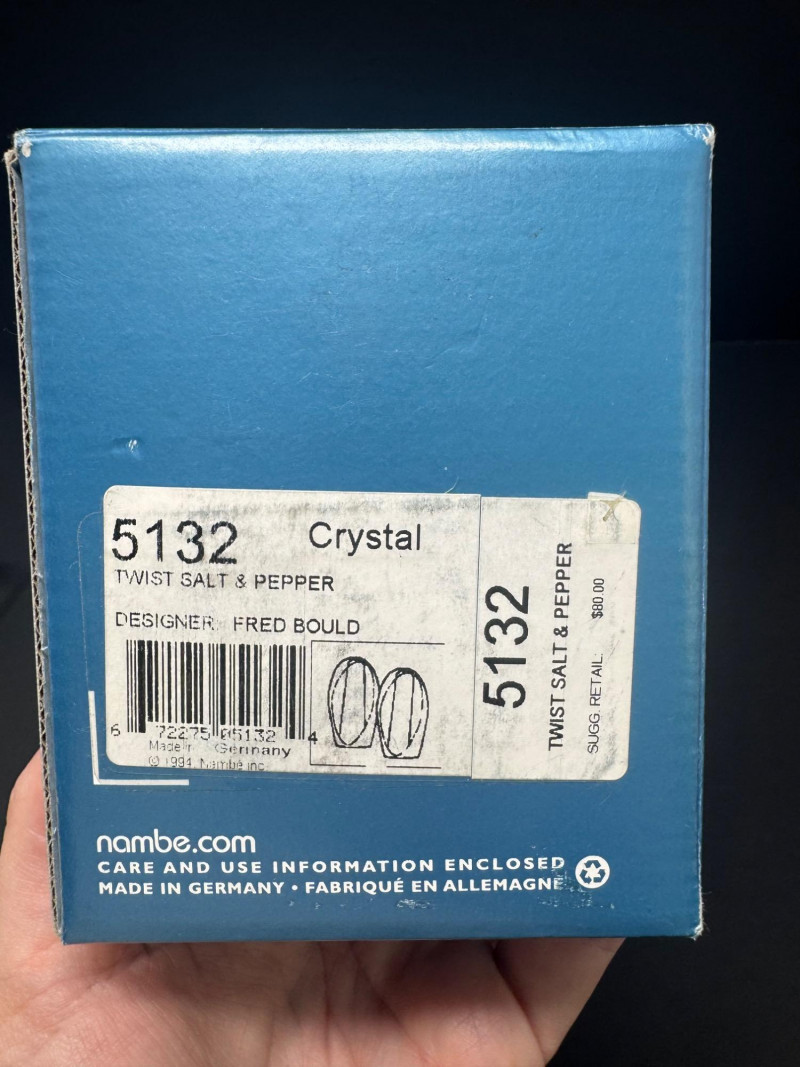 5132 Crystal
TWIST SALT & PEPPER
DESIGNER: FRED BOULD
6 72275 05132 4
Made in Germany
© 1994 Nambé inc.
5132
TWIST SALT & PEPPER
SUGG. RETAIL: $80.00
nambe.com
CARE AND USE INFORMATION ENCLOSED
MADE IN GERMANY • FABRIQUÉ EN ALLEMAGNE